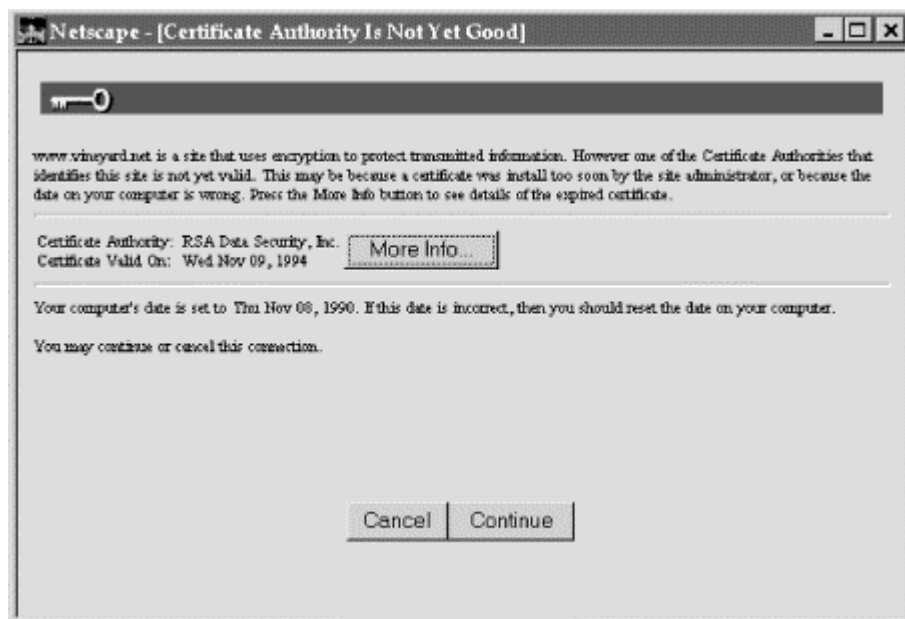 Netscape - [Certificate Authority Is Not Yet Good]
www.vineyard.net is a site that uses encryption to protect transmitted information. However one of the Certificate Authorities that
identifies this site is not yet valid. This may be because a certificate was install too soon by the site administrator, or because the
date on your computer is wrong. Press the More Info button to see details of the expired certificate.
Certificate Authority: RSA Data Security, Inc.
More Info...
Certificate Valid On: Wed Nov 09, 1994
Your computer's date is set to Thu Nov 08, 1990. If this date is incorrect, then you should reset the date on your computer.
You may continue or cancel this connection.
Cancel Continue